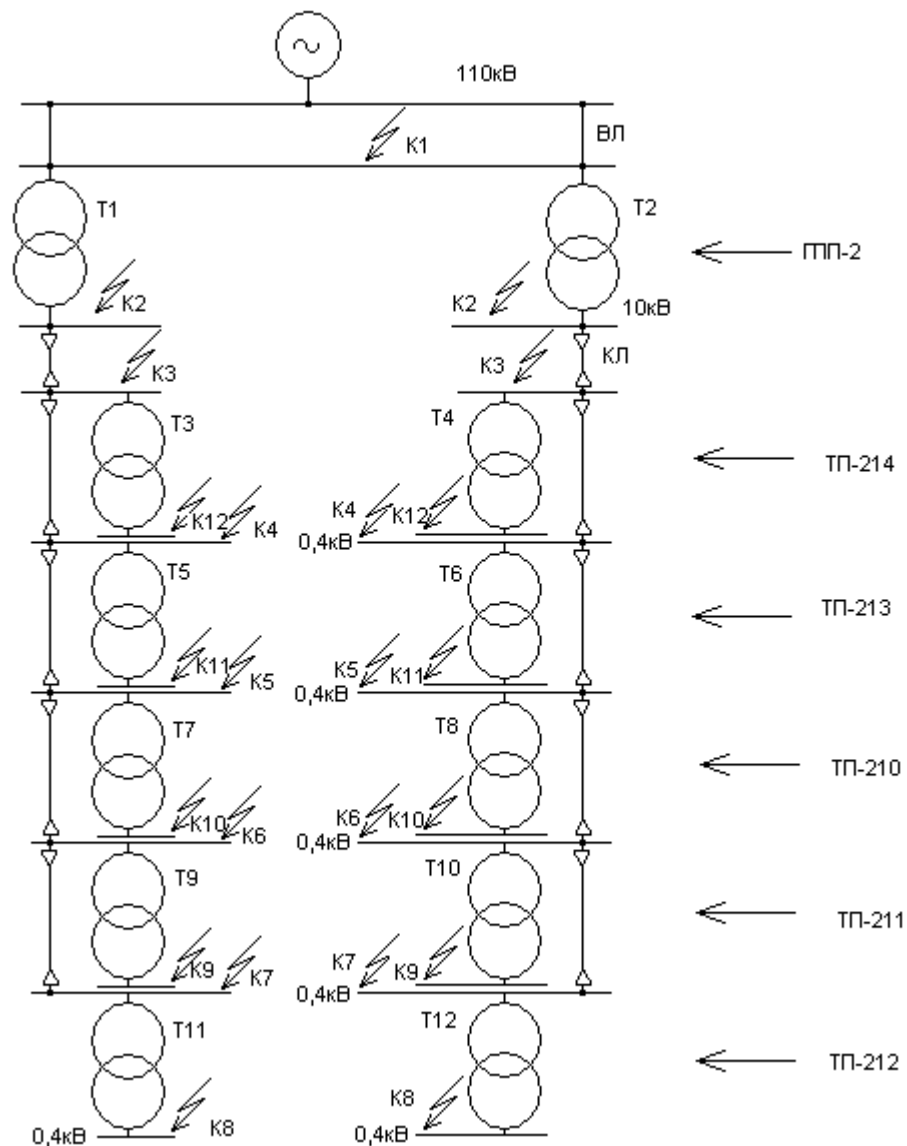 110кВ
К1
ВЛ
Т1
Т2
ГПП-2
К2
К2
10кВ
К3
К3
КЛ
Т3
Т4
ТП-214
К12
К4
К4
К12
0,4кВ
Т5
Т6
ТП-213
К11
К5
К5
К11
0,4кВ
Т7
Т8
ТП-210
К10
К6
К6
К10
0,4кВ
Т9
Т10
ТП-211
К9
К7
К7
К9
0,4кВ
Т11
Т12
ТП-212
К8
К8
0,4кВ
0,4кВ